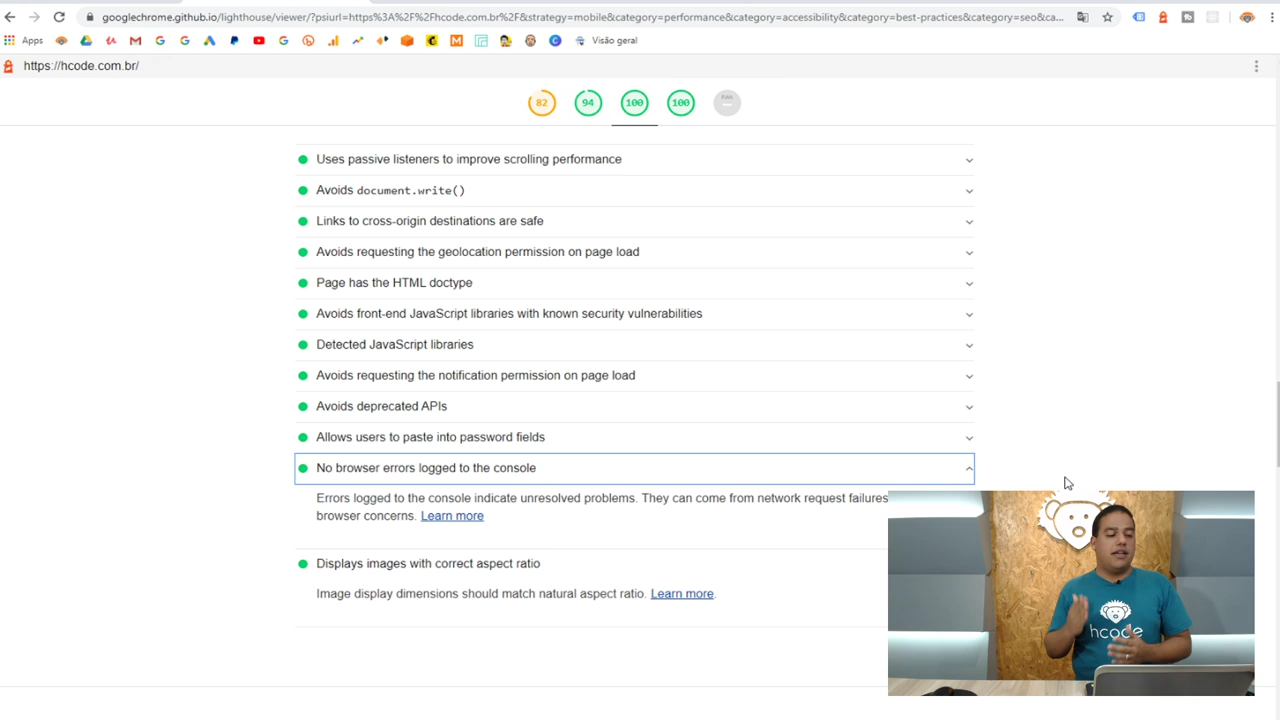 googlechrome.github.io/lighthouse/viewer/?psiurl=https%3A%2F%2Fhcode.com.br%2F&strategy=mobile&category=performance&category=accessibility&category=best-practices&category=seo&ca...
Apps
Visão geral
https://hcode.com.br/
82
94
100
100
PWA
Uses passive listeners to improve scrolling performance
Avoids document.write()
Links to cross-origin destinations are safe
Avoids requesting the geolocation permission on page load
Page has the HTML doctype
Avoids front-end JavaScript libraries with known security vulnerabilities
Detected JavaScript libraries
Avoids requesting the notification permission on page load
Avoids deprecated APIs
Allows users to paste into password fields
No browser errors logged to the console
Errors logged to the console indicate unresolved problems. They can come from network request failures
browser concerns. Learn more
Displays images with correct aspect ratio
Image display dimensions should match natural aspect ratio. Learn more.
hcode